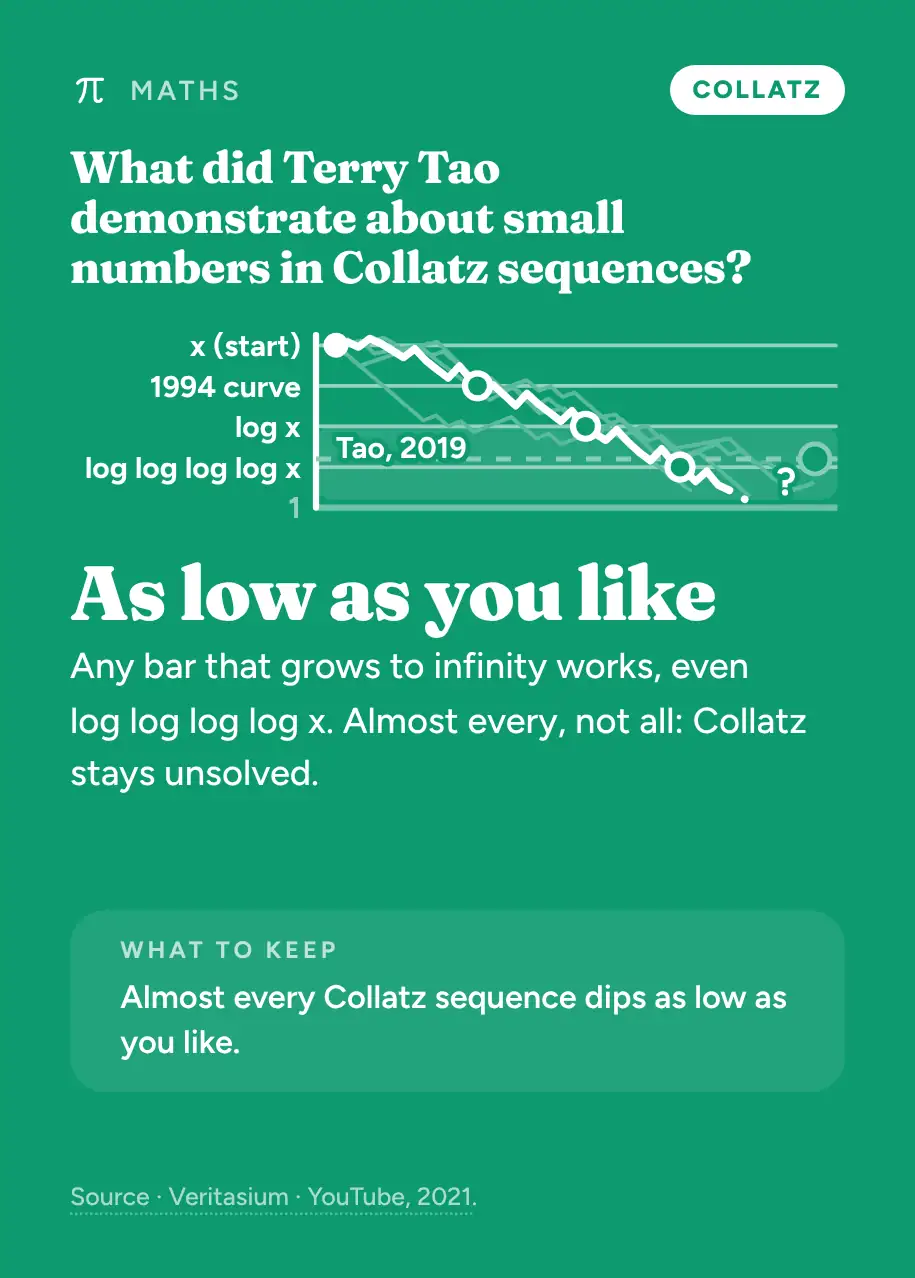 π MATHS
COLLATZ
What did Terry Tao
demonstrate about small
numbers in Collatz sequences?
x (start)
1994 curve
log x
Tao, 2019
log log log log x
?
1
As low as you like
Any bar that grows to infinity works, even
log log log log x. Almost every, not all: Collatz
stays unsolved.
WHAT TO KEEP
Almost every Collatz sequence dips as low as
you like.
Source · Veritasium · YouTube, 2021.